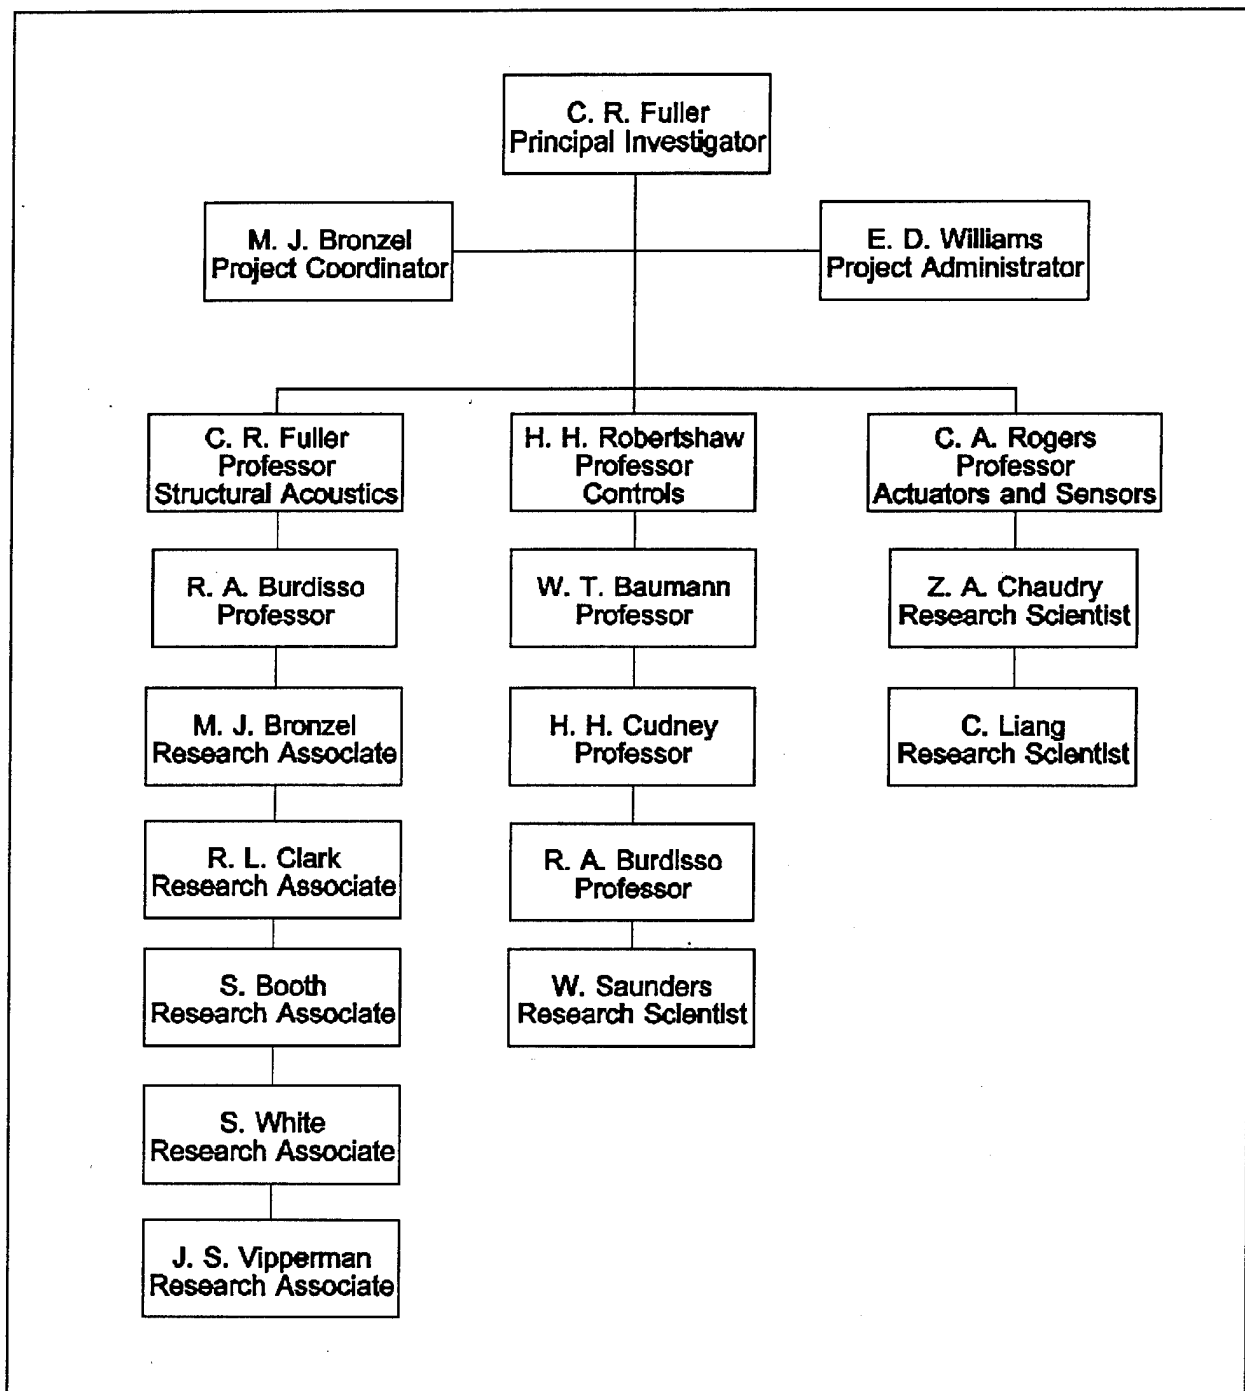 C. R. Fuller
Principal Investigator
M. J. Bronzel
Project Coordinator
E. D. Williams
Project Administrator
C. R. Fuller
Professor
Structural Acoustics
H. H. Robertshaw
Professor
Controls
C. A. Rogers
Professor
Actuators and Sensors
R. A. Burdisso
Professor
W. T. Baumann
Professor
Z. A. Chaudry
Research Scientist
M. J. Bronzel
Research Associate
H. H. Cudney
Professor
C. Liang
Research Scientist
R. L. Clark
Research Associate
R. A. Burdisso
Professor
S. Booth
Research Associate
W. Saunders
Research Scientist
S. White
Research Associate
J. S. Vipperman
Research Associate